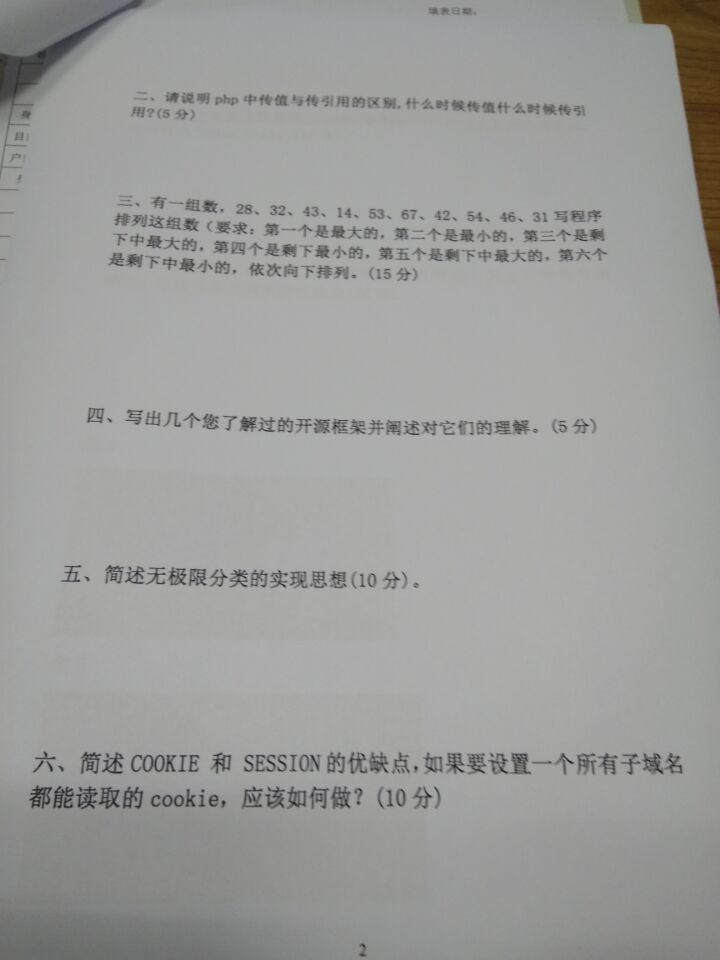 填表日期:
身
目
户
二、请说明 php 中传值与传引用的区别,什么时候传值什么时候传引
用?(5 分)
三、有一组数, 28、32、43、14、53、67、42、54、46、31 写程序
排列这组数（要求：第一个是最大的，第二个是最小的，第三个是剩
下中最大的，第四个是剩下最小的，第五个是剩下中最大的，第六个
是剩下中最小的，依次向下排列。(15 分)
四、写出几个您了解过的开源框架并阐述对它们的理解。(5 分)
五、简述无极限分类的实现思想(10 分)。
六、简述 COOKIE 和 SESSION 的优缺点,如果要设置一个所有子域名
都能读取的 cookie, 应该如何做? (10 分)
2